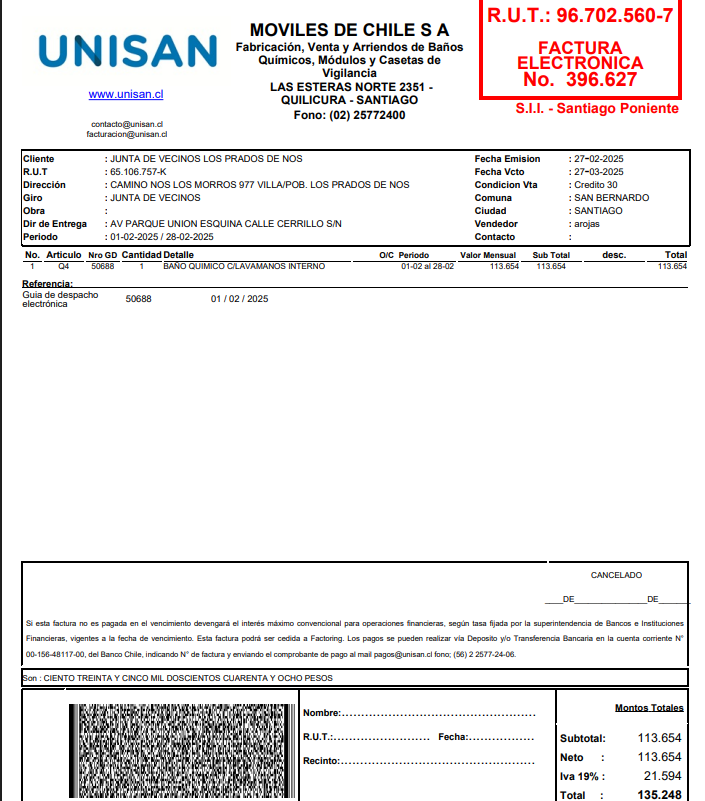 UNISAN
www.unisan.cl
contacto@unisan.cl
facturacion@unisan.cl
MOVILES DE CHILE S A
Fabricación, Venta y Arriendos de Baños
Químicos, Módulos y Casetas de
Vigilancia
LAS ESTERAS NORTE 2351 -
QUILICURA - SANTIAGO
Fono: (02) 25772400
R.U.T.: 96.702.560-7
FACTURA
ELECTRONICA
No. 396.627
S.I.I. - Santiago Poniente
Cliente : JUNTA DE VECINOS LOS PRADOS DE NOS Fecha Emision : 27-02-2025
R.U.T : 65.106.757-K Fecha Vcto : 27-03-2025
Dirección : CAMINO NOS LOS MORROS 977 VILLA/POB. LOS PRADOS DE NOS Condicion Vta : Credito 30
Giro : JUNTA DE VECINOS Comuna : SAN BERNARDO
Obra : Ciudad : SANTIAGO
Dir de Entrega : AV PARQUE UNION ESQUINA CALLE CERRILLO S/N Vendedor : arojas
Periodo : 01-02-2025 / 28-02-2025 Contacto :
No. Artículo Nro GD Cantidad Detalle O/C Periodo Valor Mensual Sub Total desc. Total
1 Q4 50688 1 BAÑO QUIMICO C/LAVAMANOS INTERNO 01-02 al 28-02 113.654 113.654 113.654
Referencia:
Guia de despacho electrónica 50688 01 / 02 / 2025
CANCELADO
____DE________________DE_______
Si esta factura no es pagada en el vencimiento devengará el interés máximo convencional para operaciones financieras, según tasa fijada por la superintendencia de Bancos e Instituciones
Financieras, vigentes a la fecha de vencimiento. Esta factura podrá ser cedida a Factoring. Los pagos se pueden realizar vía Deposito y/o Transferencia Bancaria en la cuenta corriente N°
00-156-48117-00, del Banco Chile, indicando N° de factura y enviando el comprobante de pago al mail pagos@unisan.cl fono; (56) 2 2577-24-06.
Son : CIENTO TREINTA Y CINCO MIL DOSCIENTOS CUARENTA Y OCHO PESOS
Nombre:..................................................
R.U.T.:......................... Fecha:.................
Recinto:..................................................
Montos Totales
Subtotal: 113.654
Neto : 113.654
Iva 19% : 21.594
Total : 135.248